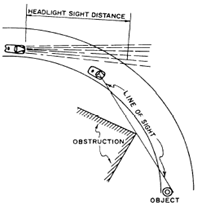 HEADLIGHT SIGHT DISTANCE
LINE OF SIGHT
OBSTRUCTION
OBJECT